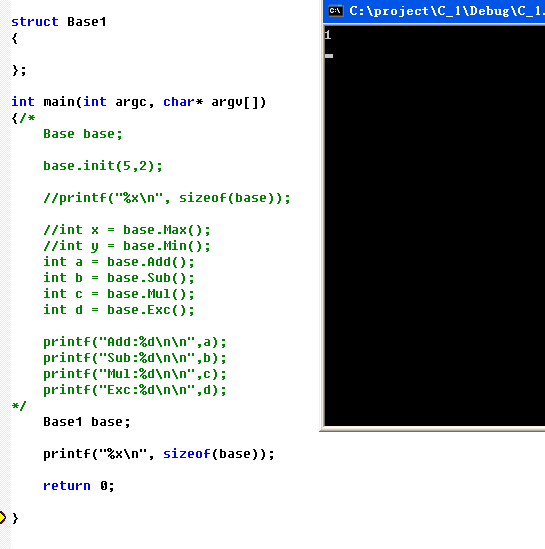 struct Base1
{
};
int main(int argc, char* argv[])
{/*
Base base;
base.init(5,2);
//printf("%x\n", sizeof(base));
//int x = base.Max();
//int y = base.Min();
int a = base.Add();
int b = base.Sub();
int c = base.Mul();
int d = base.Exc();
printf("Add:%d\n\n",a);
printf("Sub:%d\n\n",b);
printf("Mul:%d\n\n",c);
printf("Exc:%d\n\n",d);
*/
Base1 base;
printf("%x\n", sizeof(base));
return 0;
}
C:\ C:\project\C_1\Debug\C_1.
1